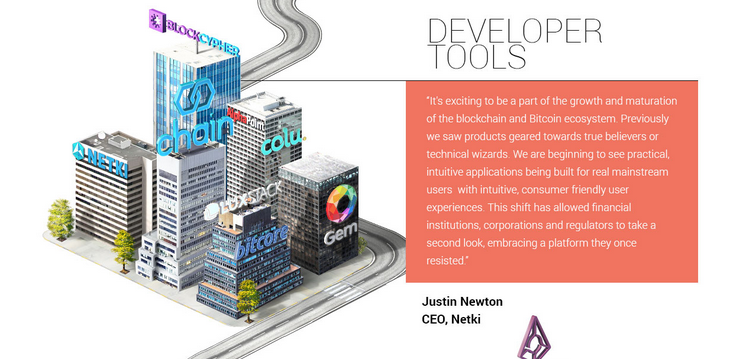 BLOCKCYPHER
chain
AlphaPoint
colu.
NETKI
bitcore
Gem
DEVELOPER
TOOLS
“It's exciting to be a part of the growth and maturation
of the blockchain and Bitcoin ecosystem. Previously
we saw products geared towards true believers or
technical wizards. We are beginning to see practical,
intuitive applications being built for real mainstream
users with intuitive, consumer friendly user
experiences. This shift has allowed financial
institutions, corporations and regulators to take a
second look, embracing a platform they once
resisted.”
Justin Newton
CEO, Netki